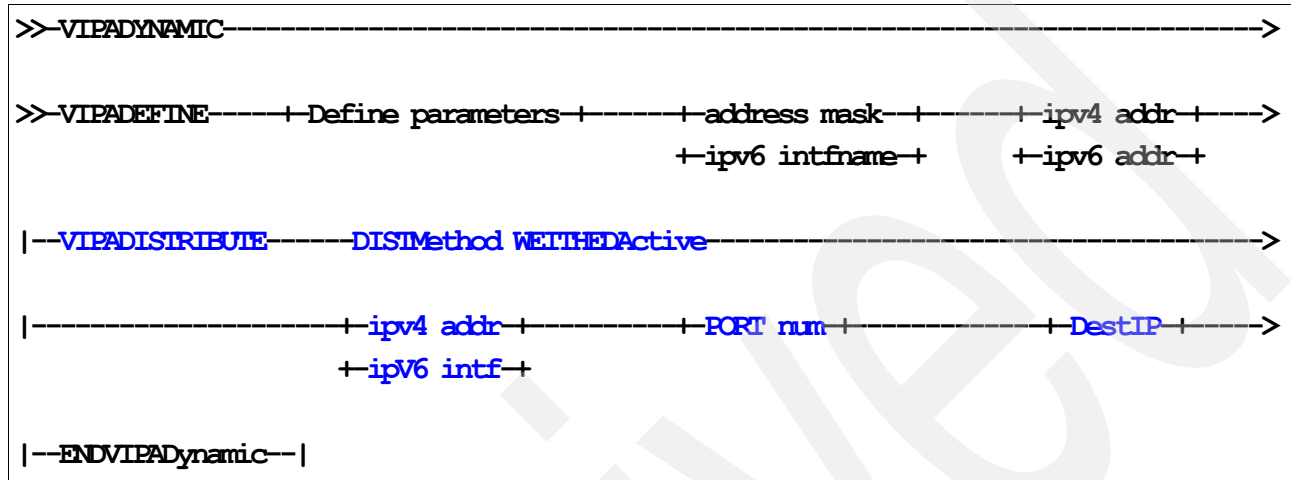 >>-VIPADYNAMIC----------------------------------------------------------------------->
>>-VIPADEFINE-----+-Define parameters-+------+-address mask--+------+-ipv4 addr-+---->
+-ipv6 intfname-+ +-ipv6 addr-+
|--VIPADISTRIBUTE------DISTMethod WEITHEDActive-------------------------------------->
|---------------------+-ipv4 addr-+----------+-PORT num-+-------------+-DestIP-+----->
+-ipV6 intf-+
|--ENDVIPADynamic--|